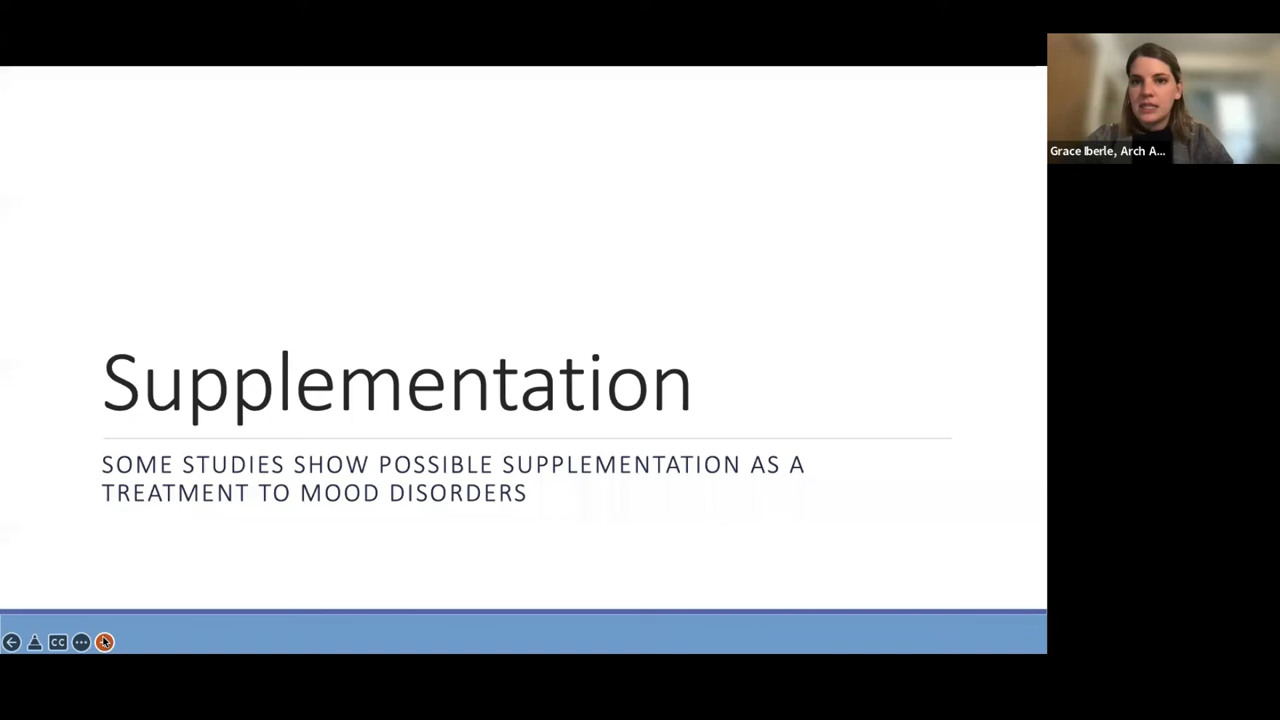 Grace Iberle, Arch A...
Supplementation
SOME STUDIES SHOW POSSIBLE SUPPLEMENTATION AS A
TREATMENT TO MOOD DISORDERS
CC